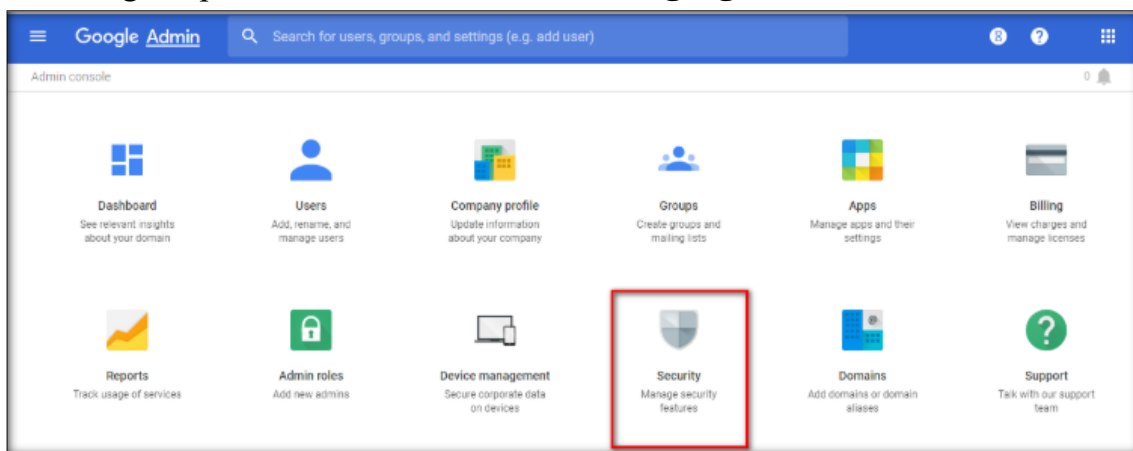 Google Admin
Search for users, groups, and settings (e.g. add user)
8
?
Admin console
0
Dashboard
See relevant insights
about your domain
Users
Add, rename, and
manage users
Company profile
Update information
about your company
Groups
Create groups and
mailing lists
Apps
Manage apps and their
settings
Billing
View charges and
manage licenses
Reports
Track usage of services
Admin roles
Add new admins
Device management
Secure corporate data
on devices
Security
Manage security
features
@
Domains
Add domains or domain
aliases
?
Support
Talk with our support
team